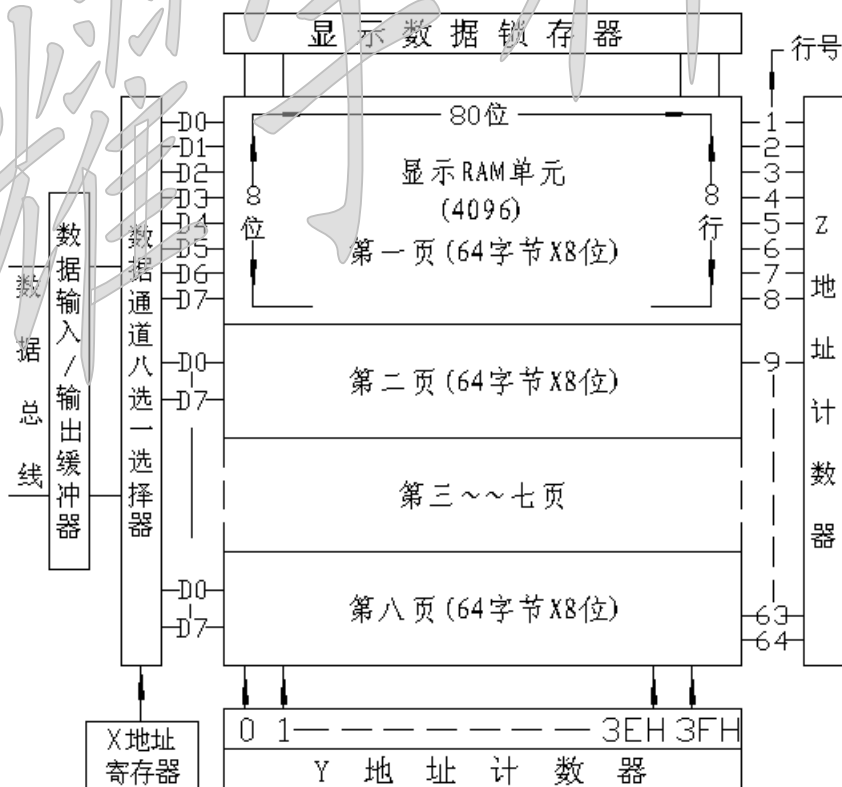 显示数据锁存器
行号
80位
8位
8行
显示RAM单元
(4096)
第一页(64字节X8位)
第二页(64字节X8位)
第三~~七页
第八页(64字节X8位)
D0
D1
D2
D3
D4
D5
D6
D7
D0
D7
D0
D7
1
2
3
4
5
6
7
8
9
63
64
数据总线
数据输入/输出缓冲器
数据通道八选一选择器
Z地址计数器
X地址
寄存器
0 1 3EH 3FH
Y地址计数器